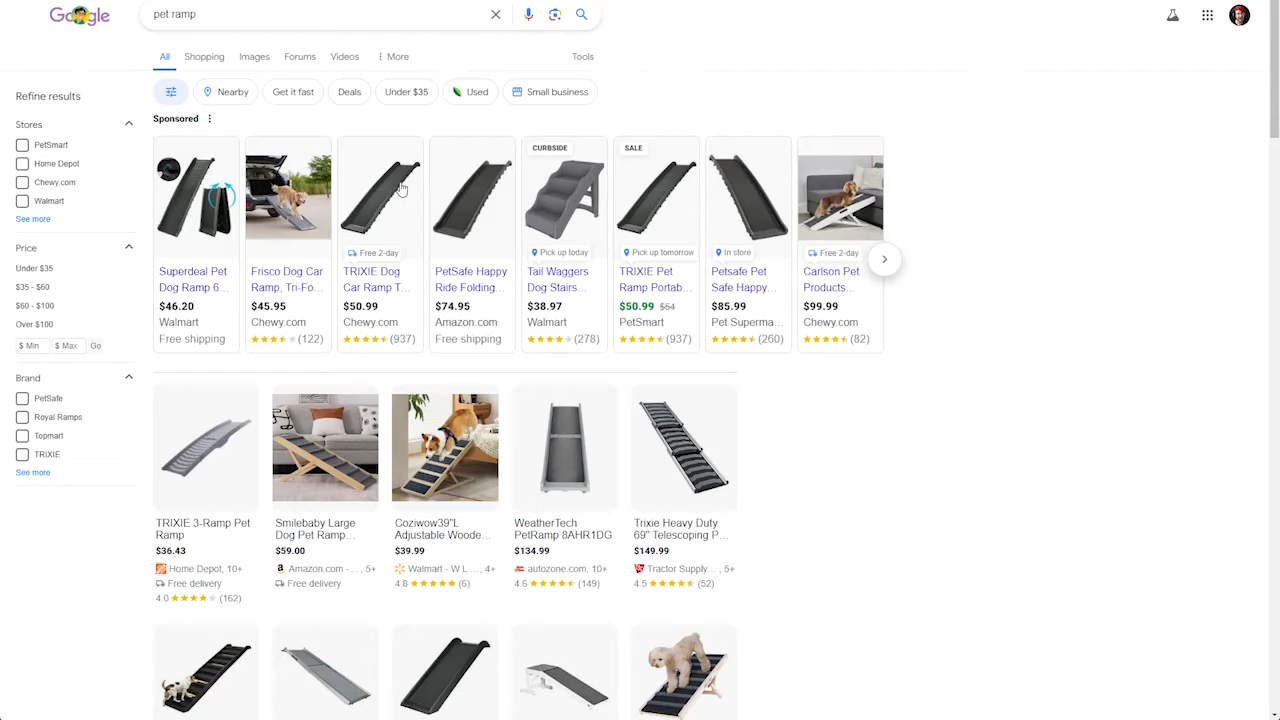 Google
pet ramp
All
Shopping
Images
Forums
Videos
More
Tools
Nearby
Get it fast
Deals
Under $35
Used
Small business
Refine results
Stores
PetSmart
Home Depot
Chewy.com
Walmart
See more
Price
Under $35
$35 - $60
$60 - $100
Over $100
$ Min
$ Max
Go
Brand
PetSafe
Royal Ramps
Topmart
TRIXIE
See more
Sponsored
Superdeal Pet
Dog Ramp 6...
$46.20
Walmart
Free shipping
Frisco Dog Car
Ramp, Tri-Fo...
$45.95
Chewy.com
(122)
Free 2-day
TRIXIE Dog
Car Ramp T...
$50.99
Chewy.com
(937)
PetSafe Happy
Ride Folding...
$74.95
Amazon.com
Free shipping
CURBSIDE
Pick up today
Tail Waggers
Dog Stairs...
$38.97
Walmart
(278)
SALE
Pick up tomorrow
TRIXIE Pet
Ramp Portab...
$50.99 $54
PetSmart
(937)
In store
Petsafe Pet
Safe Happy...
$85.99
Pet Superma...
(260)
Free 2-day
Carlson Pet
Products...
$99.99
Chewy.com
(82)
TRIXIE 3-Ramp Pet
Ramp
$36.43
Home Depot, 10+
Free delivery
4.0 (162)
Smilebaby Large
Dog Pet Ramp...
$59.00
Amazon.com -... , 5+
Free delivery
Coziwow39"L
Adjustable Woode...
$39.99
Walmart - W L ... , 4+
4.8 (6)
WeatherTech
PetRamp 8AHR1DG
$134.99
autozone.com, 10+
4.6 (149)
Trixie Heavy Duty
69" Telescoping P...
$149.99
Tractor Supply... , 5+
4.5 (52)